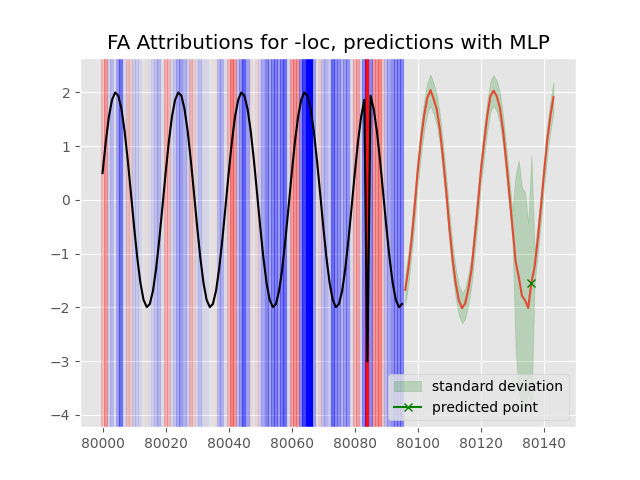 FA Attributions for -loc, predictions with MLP
2
1
0
−1
−2
−3
−4
standard deviation
predicted point
80000 80020 80040 80060 80080 80100 80120 80140